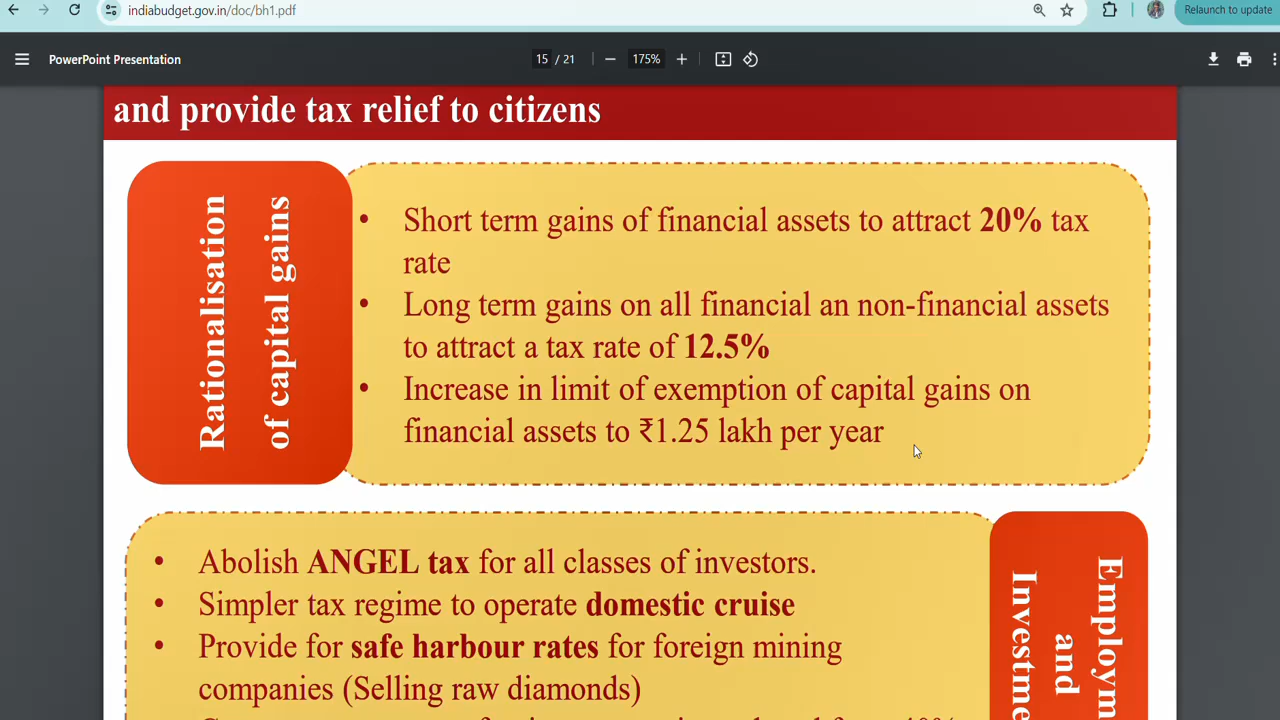 indiabudget.gov.in/doc/bh1.pdf
Relaunch to update
PowerPoint Presentation
15 / 21
175%
and provide tax relief to citizens
Rationalisation
of capital gains
• Short term gains of financial assets to attract 20% tax
rate
• Long term gains on all financial an non-financial assets
to attract a tax rate of 12.5%
• Increase in limit of exemption of capital gains on
financial assets to ₹1.25 lakh per year
• Abolish ANGEL tax for all classes of investors.
• Simpler tax regime to operate domestic cruise
• Provide for safe harbour rates for foreign mining
companies (Selling raw diamonds)
Employm
and
Investme